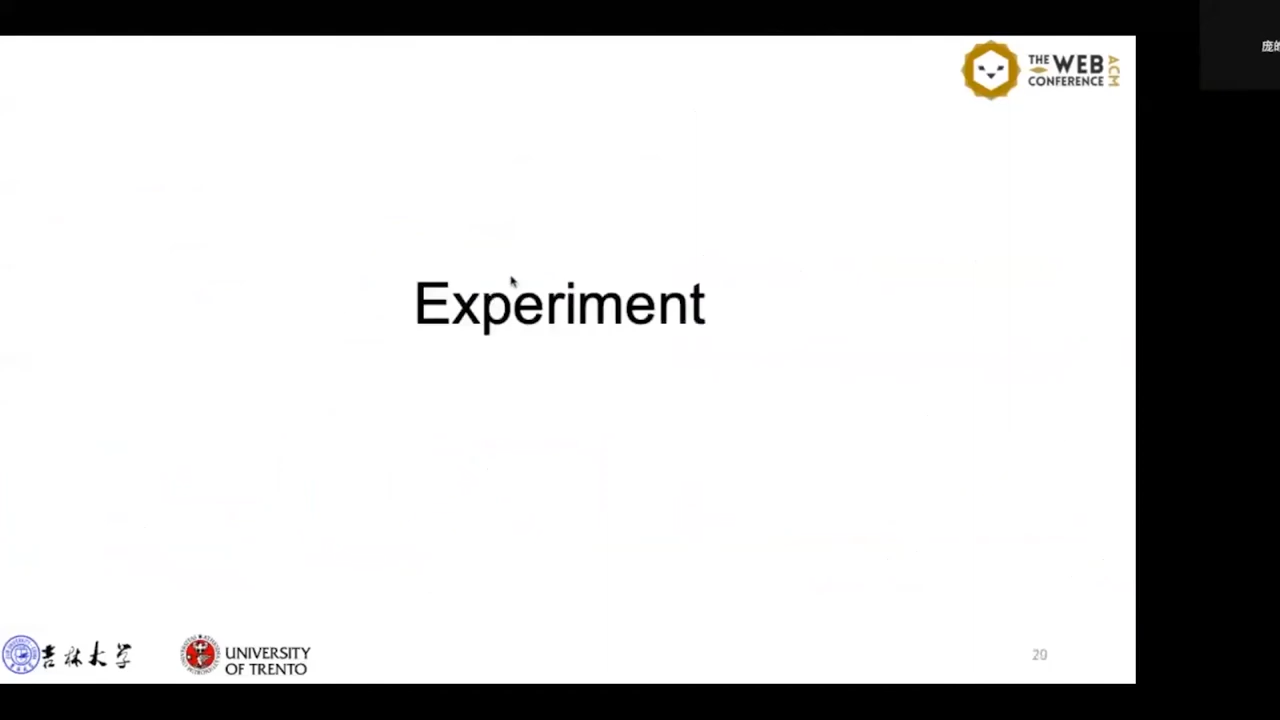 THE WEB
CONFERENCE
ACM
Experiment
吉林大学
UNIVERSITY
OF TRENTO
20